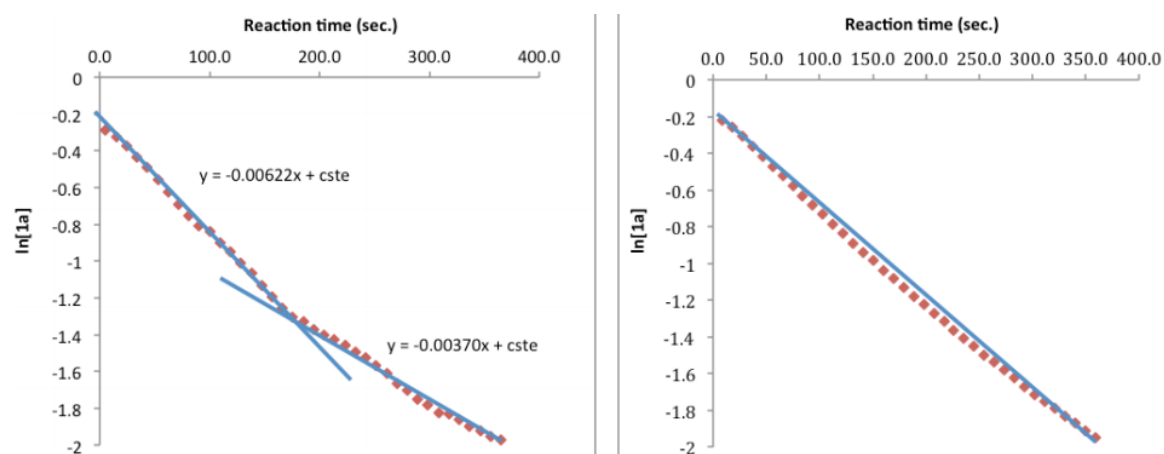 Reaction time (sec.)
0.0 100.0 200.0 300.0 400.0
0
-0.2
-0.4
-0.6
-0.8
-1
-1.2
-1.4
-1.6
-1.8
-2
ln[1a]
y = -0.00622x + cste
y = -0.00370x + cste
Reaction time (sec.)
0.0 50.0 100.0 150.0 200.0 250.0 300.0 350.0 400.0
0
-0.2
-0.4
-0.6
-0.8
-1
-1.2
-1.4
-1.6
-1.8
-2
ln[1a]